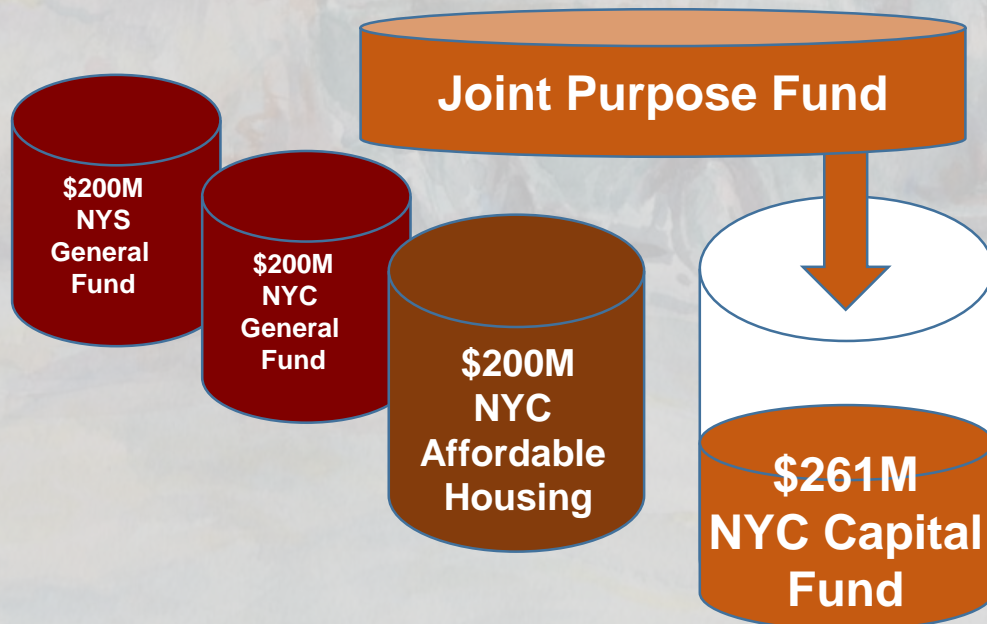 Joint Purpose Fund
$200M
NYS
General
Fund
$200M
NYC
General
Fund
$200M
NYC
Affordable
Housing
$261M
NYC Capital
Fund